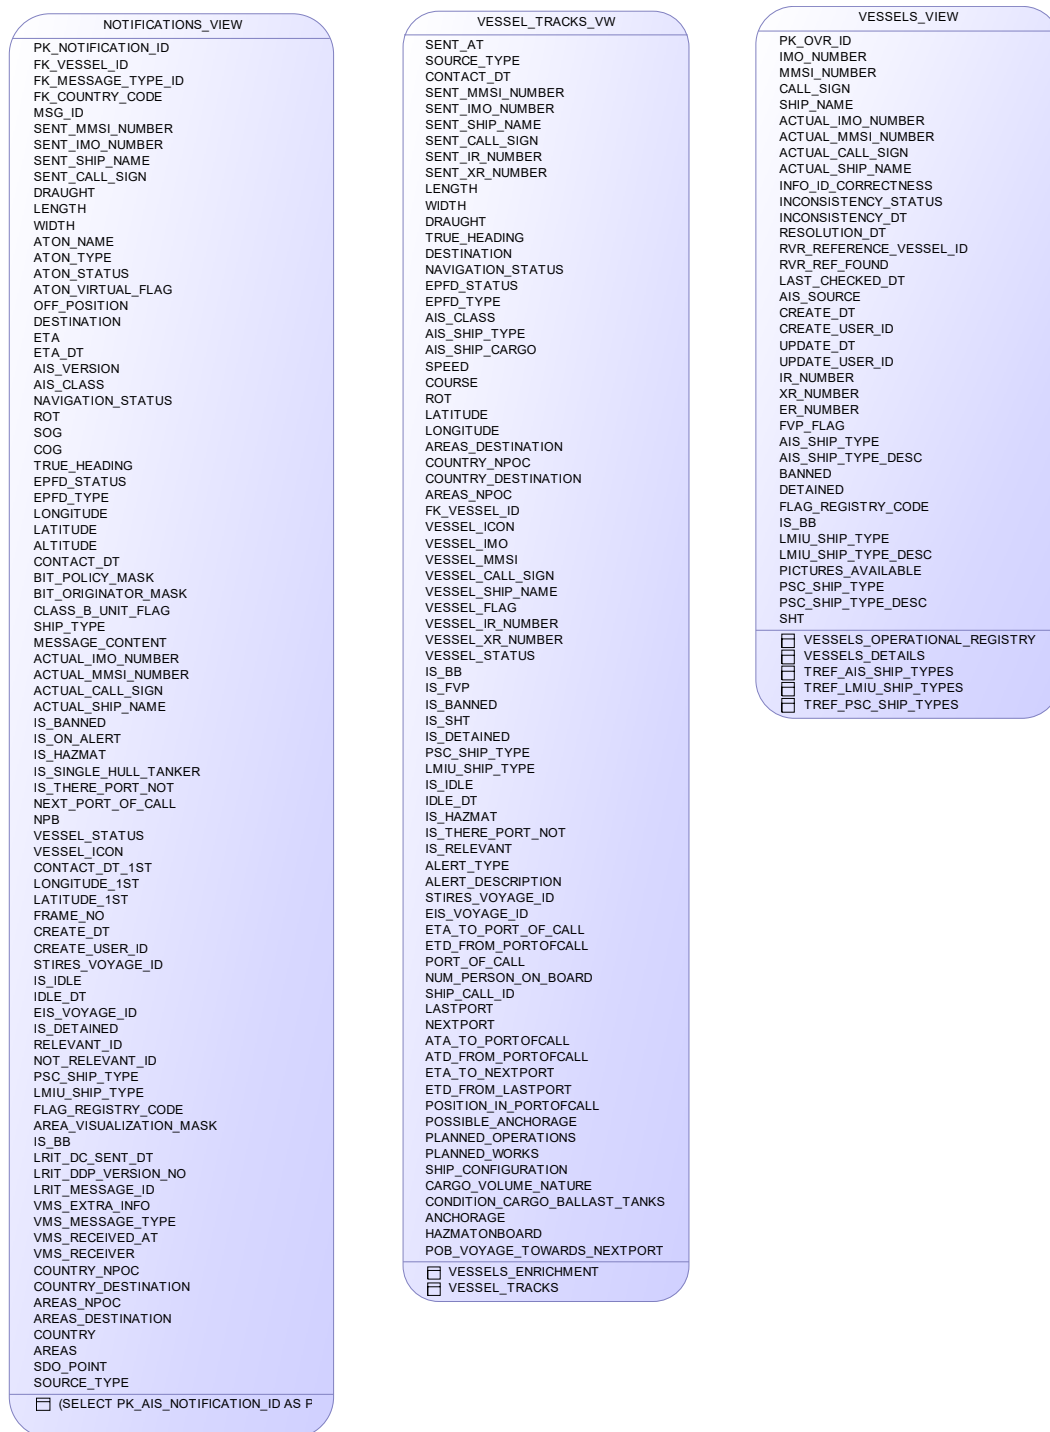 NOTIFICATIONS_VIEW
PK_NOTIFICATION_ID
FK_VESSEL_ID
FK_MESSAGE_TYPE_ID
FK_COUNTRY_CODE
MSG_ID
SENT_MMSI_NUMBER
SENT_IMO_NUMBER
SENT_SHIP_NAME
SENT_CALL_SIGN
DRAUGHT
LENGTH
WIDTH
ATON_NAME
ATON_TYPE
ATON_STATUS
ATON_VIRTUAL_FLAG
OFF_POSITION
DESTINATION
ETA
ETA_DT
AIS_VERSION
AIS_CLASS
NAVIGATION_STATUS
ROT
SOG
COG
TRUE_HEADING
EPFD_STATUS
EPFD_TYPE
LONGITUDE
LATITUDE
ALTITUDE
CONTACT_DT
BIT_POLICY_MASK
BIT_ORIGINATOR_MASK
CLASS_B_UNIT_FLAG
SHIP_TYPE
MESSAGE_CONTENT
ACTUAL_IMO_NUMBER
ACTUAL_MMSI_NUMBER
ACTUAL_CALL_SIGN
ACTUAL_SHIP_NAME
IS_BANNED
IS_ON_ALERT
IS_HAZMAT
IS_SINGLE_HULL_TANKER
IS_THERE_PORT_NOT
NEXT_PORT_OF_CALL
NPB
VESSEL_STATUS
VESSEL_ICON
CONTACT_DT_1ST
LONGITUDE_1ST
LATITUDE_1ST
FRAME_NO
CREATE_DT
CREATE_USER_ID
STIRES_VOYAGE_ID
IS_IDLE
IDLE_DT
EIS_VOYAGE_ID
IS_DETAINED
RELEVANT_ID
NOT_RELEVANT_ID
PSC_SHIP_TYPE
LMIU_SHIP_TYPE
FLAG_REGISTRY_CODE
AREA_VISUALIZATION_MASK
IS_BB
LRIT_DC_SENT_DT
LRIT_DDP_VERSION_NO
LRIT_MESSAGE_ID
VMS_EXTRA_INFO
VMS_MESSAGE_TYPE
VMS_RECEIVED_AT
VMS_RECEIVER
COUNTRY_NPOC
COUNTRY_DESTINATION
AREAS_NPOC
AREAS_DESTINATION
COUNTRY
AREAS
SDO_POINT
SOURCE_TYPE
(SELECT PK_AIS_NOTIFICATION_ID AS P
VESSEL_TRACKS_VW
SENT_AT
SOURCE_TYPE
CONTACT_DT
SENT_MMSI_NUMBER
SENT_IMO_NUMBER
SENT_SHIP_NAME
SENT_CALL_SIGN
SENT_IR_NUMBER
SENT_XR_NUMBER
LENGTH
WIDTH
DRAUGHT
TRUE_HEADING
DESTINATION
NAVIGATION_STATUS
EPFD_STATUS
EPFD_TYPE
AIS_CLASS
AIS_SHIP_TYPE
AIS_SHIP_CARGO
SPEED
COURSE
ROT
LATITUDE
LONGITUDE
AREAS_DESTINATION
COUNTRY_NPOC
COUNTRY_DESTINATION
AREAS_NPOC
FK_VESSEL_ID
VESSEL_ICON
VESSEL_IMO
VESSEL_MMSI
VESSEL_CALL_SIGN
VESSEL_SHIP_NAME
VESSEL_FLAG
VESSEL_IR_NUMBER
VESSEL_XR_NUMBER
VESSEL_STATUS
IS_BB
IS_FVP
IS_BANNED
IS_SHT
IS_DETAINED
PSC_SHIP_TYPE
LMIU_SHIP_TYPE
IS_IDLE
IDLE_DT
IS_HAZMAT
IS_THERE_PORT_NOT
IS_RELEVANT
ALERT_TYPE
ALERT_DESCRIPTION
STIRES_VOYAGE_ID
EIS_VOYAGE_ID
ETA_TO_PORT_OF_CALL
ETD_FROM_PORTOFCALL
PORT_OF_CALL
NUM_PERSON_ON_BOARD
SHIP_CALL_ID
LASTPORT
NEXTPORT
ATA_TO_PORTOFCALL
ATD_FROM_PORTOFCALL
ETA_TO_NEXTPORT
ETD_FROM_LASTPORT
POSITION_IN_PORTOFCALL
POSSIBLE_ANCHORAGE
PLANNED_OPERATIONS
PLANNED_WORKS
SHIP_CONFIGURATION
CARGO_VOLUME_NATURE
CONDITION_CARGO_BALLAST_TANKS
ANCHORAGE
HAZMATONBOARD
POB_VOYAGE_TOWARDS_NEXTPORT
VESSELS_ENRICHMENT
VESSEL_TRACKS
VESSELS_VIEW
PK_OVR_ID
IMO_NUMBER
MMSI_NUMBER
CALL_SIGN
SHIP_NAME
ACTUAL_IMO_NUMBER
ACTUAL_MMSI_NUMBER
ACTUAL_CALL_SIGN
ACTUAL_SHIP_NAME
INFO_ID_CORRECTNESS
INCONSISTENCY_STATUS
INCONSISTENCY_DT
RESOLUTION_DT
RVR_REFERENCE_VESSEL_ID
RVR_REF_FOUND
LAST_CHECKED_DT
AIS_SOURCE
CREATE_DT
CREATE_USER_ID
UPDATE_DT
UPDATE_USER_ID
IR_NUMBER
XR_NUMBER
ER_NUMBER
FVP_FLAG
AIS_SHIP_TYPE
AIS_SHIP_TYPE_DESC
BANNED
DETAINED
FLAG_REGISTRY_CODE
IS_BB
LMIU_SHIP_TYPE
LMIU_SHIP_TYPE_DESC
PICTURES_AVAILABLE
PSC_SHIP_TYPE
PSC_SHIP_TYPE_DESC
SHT
VESSELS_OPERATIONAL_REGISTRY
VESSELS_DETAILS
TREF_AIS_SHIP_TYPES
TREF_LMIU_SHIP_TYPES
TREF_PSC_SHIP_TYPES